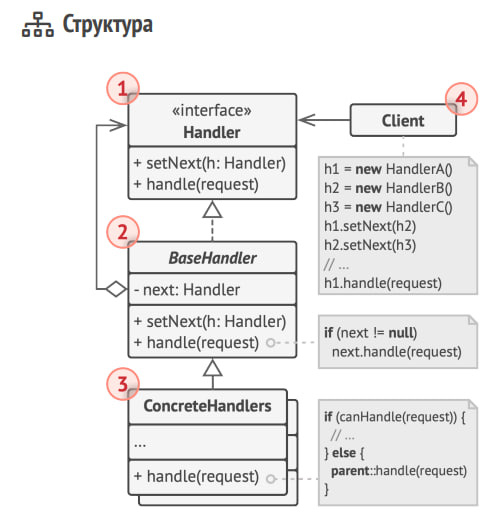 Структура
1
«interface»
Handler
+ setNext(h: Handler)
+ handle(request)
4
Client
h1 = new HandlerA()
h2 = new HandlerB()
h3 = new HandlerC()
h1.setNext(h2)
h2.setNext(h3)
// ...
h1.handle(request)
2
BaseHandler
- next: Handler
+ setNext(h: Handler)
+ handle(request)
if (next != null)
next.handle(request)
3
ConcreteHandlers
...
+ handle(request)
if (canHandle(request)) {
// ...
} else {
parent::handle(request)
}